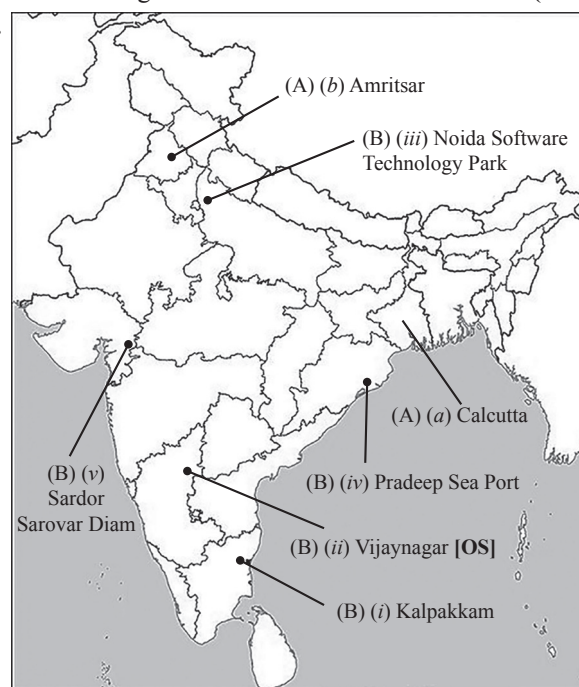 (A) (b) Amritsar
(B) (iii) Noida Software
Technology Park
(A) (a) Calcutta
(B) (v)
Sardor
Sarovar Diam
(B) (iv) Pradeep Sea Port
(B) (ii) Vijaynagar [OS]
(B) (i) Kalpakkam